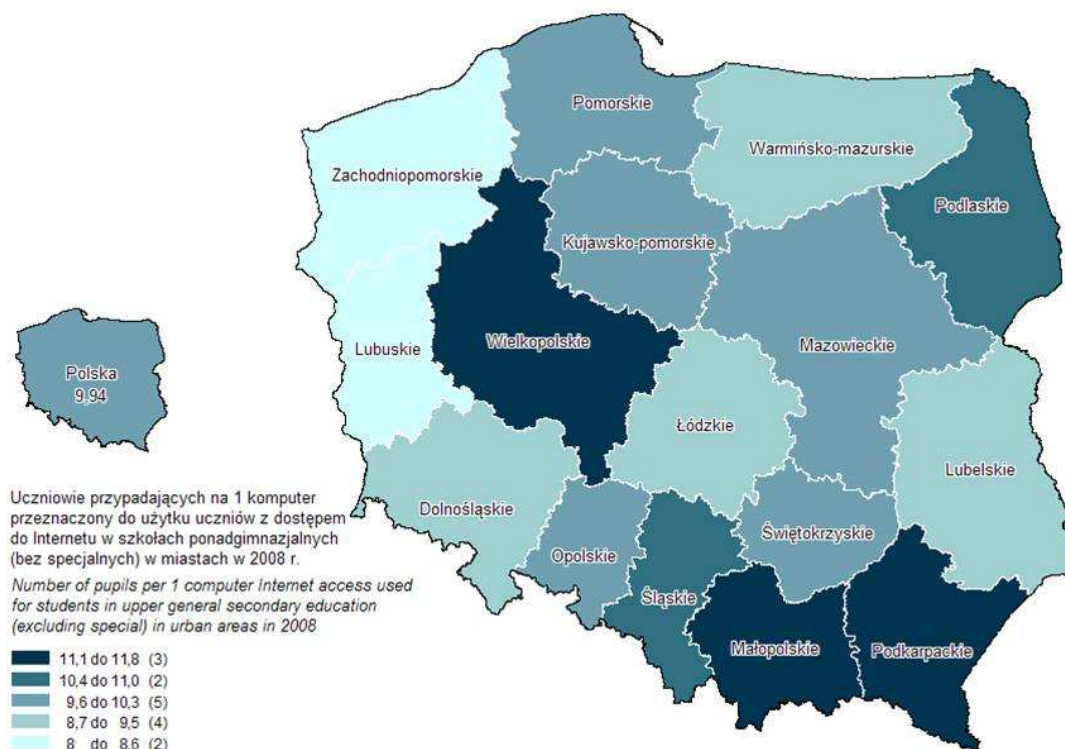 Pomorskie
Warmińsko-mazurskie
Zachodniopomorskie
Podlaskie
Kujawsko-pomorskie
Lubuskie
Wielkopolskie
Mazowieckie
Polska
9,94
Łódzkie
Lubelskie
Dolnośląskie
Świętokrzyskie
Opolskie
Śląskie
Małopolskie
Podkarpackie
Uczniowie przypadających na 1 komputer
przeznaczony do użytku uczniów z dostępem
do Internetu w szkołach ponadgimnazjalnych
(bez specjalnych) w miastach w 2008 r.
Number of pupils per 1 computer Internet access used
for students in upper general secondary education
(excluding special) in urban areas in 2008
11,1 do 11,8 (3)
10,4 do 11,0 (2)
9,6 do 10,3 (5)
8,7 do 9,5 (4)
8 do 8,6 (2)